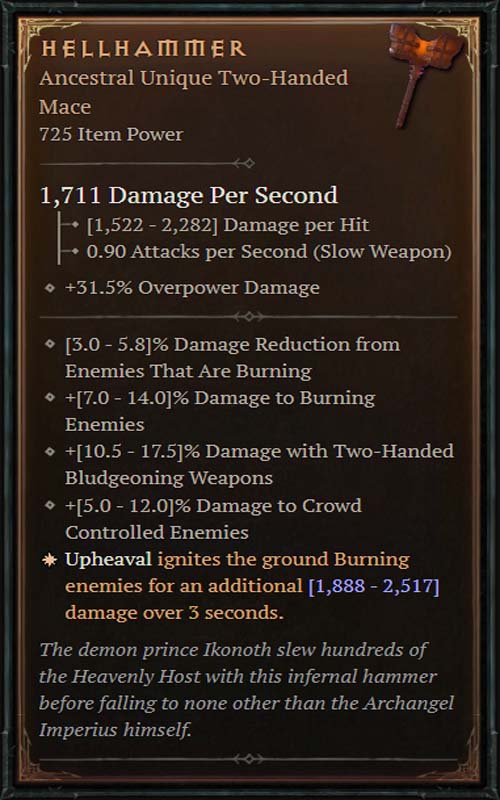 HELLHAMMER
Ancestral Unique Two-Handed
Mace
725 Item Power
1,711 Damage Per Second
[1,522 - 2,282] Damage per Hit
0.90 Attacks per Second (Slow Weapon)
+31.5% Overpower Damage
[3.0 - 5.8]% Damage Reduction from
Enemies That Are Burning
+[7.0 - 14.0]% Damage to Burning
Enemies
+[10.5 - 17.5]% Damage with Two-Handed
Bludgeoning Weapons
+[5.0 - 12.0]% Damage to Crowd
Controlled Enemies
Upheaval ignites the ground Burning
enemies for an additional [1,888 - 2,517]
damage over 3 seconds.
The demon prince Ikonoth slew hundreds of
the Heavenly Host with this infernal hammer
before falling to none other than the Archangel
Imperius himself.